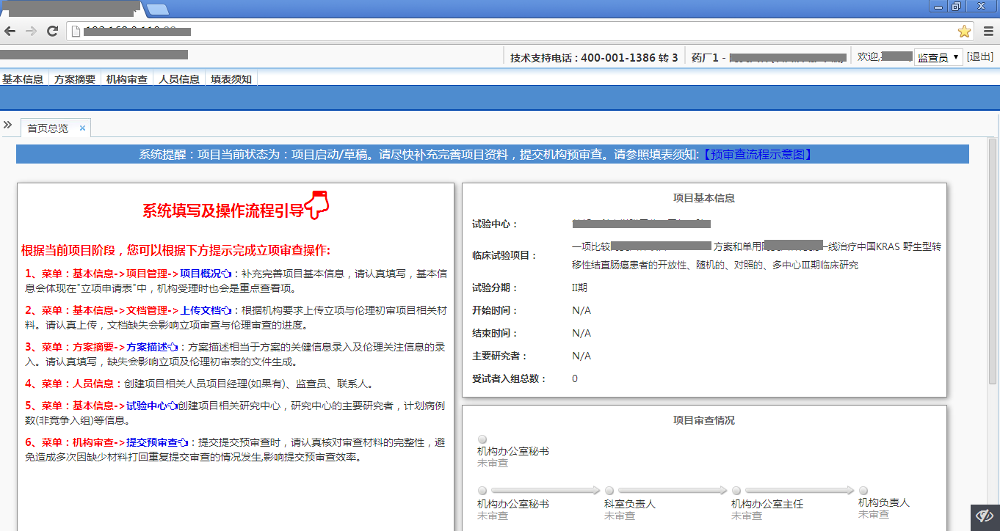 技术支持电话：400-001-1386 转 3
药厂1 -
欢迎,
监查员
[退出]
基本信息
方案摘要
机构审查
人员信息
填表须知
首页总览
系统提醒：项目当前状态为：项目启动/草稿。请尽快补充完善项目资料，提交机构预审查。请参照填表须知:【预审查流程示意图】
系统填写及操作流程引导
根据当前项目阶段，您可以根据下方提示完成立项审查操作:
1、菜单：基本信息->项目管理->项目概况：补充完善项目基本信息，请认真填写，基本信
息会体现在"立项申请表"中，机构受理时也会是重点查看项。
2、菜单：基本信息->文档管理->上传文档：根据机构要求上传立项与伦理初审项目相关材
料。请认真上传，文档缺失会影响立项审查与伦理审查的进度。
3、菜单：方案摘要->方案描述：方案描述相当于方案的关健信息录入及伦理关注信息的录
入。请认真填写，缺失会影响立项及伦理初审表的文件生成。
4、菜单：人员信息：创建项目相关人员项目经理(如果有)、监查员、联系人。
5、菜单：基本信息->试验中心创建项目相关研究中心，研究中心的主要研究者，计划病例
数(非竞争入组)等信息。
6、菜单：机构审查->提交预审查：提交提交预审查时，请认真核对审查材料的完整性，避
免造成多次因缺少材料打回重复提交审查的情况发生,影响提交预审查效率。
项目基本信息
试验中心：
临床试验项目：
一项比较 方案和单用 一线治疗中国KRAS 野生型转
移性结直肠癌患者的开放性、随机的、对照的、多中心III期临床研究
试验分期：
II期
开始时间：
N/A
结束时间：
N/A
主要研究者：
N/A
受试者入组总数：
0
项目审查情况
机构办公室秘书
未审查
机构办公室秘书
未审查
科室负责人
未审查
机构办公室主任
未审查
机构负责人
未审查